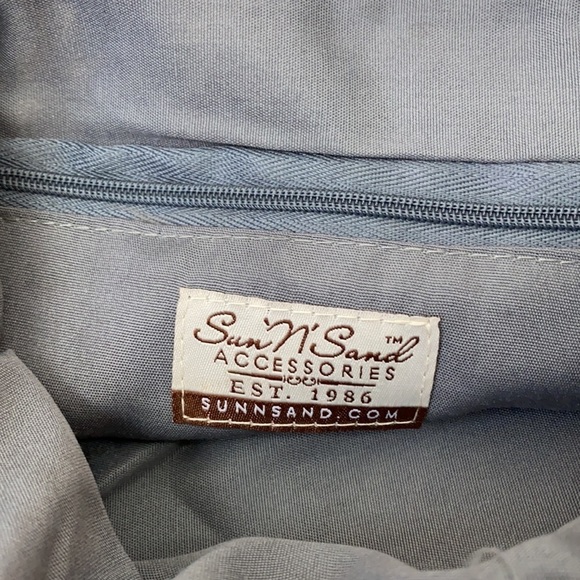 Sun 'N' Sand™
ACCESSORIES
EST. 1986
SUNNSAND.COM